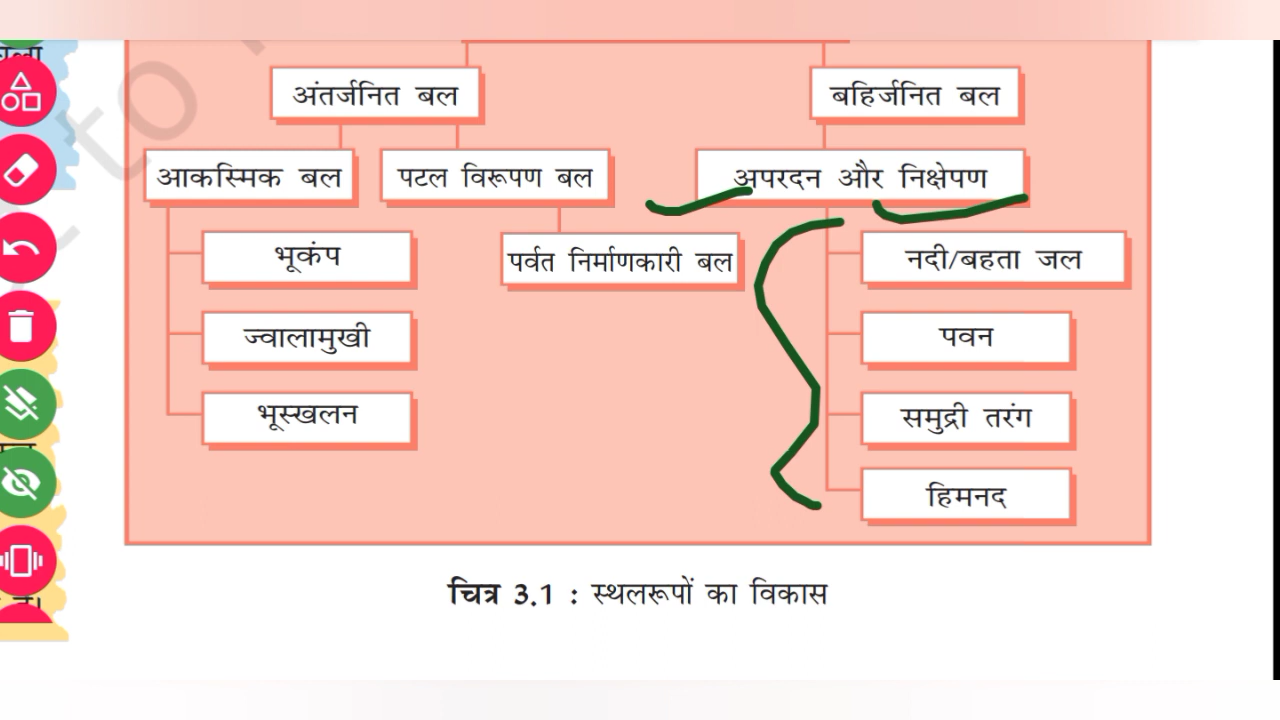 अंतर्जनित बल
बहिर्जनित बल
आकस्मिक बल
पटल विरूपण बल
अपरदन और निक्षेपण
भूकंप
पर्वत निर्माणकारी बल
नदी/बहता जल
ज्वालामुखी
पवन
भूस्खलन
समुद्री तरंग
हिमनद
चित्र 3.1 : स्थलरूपों का विकास
to